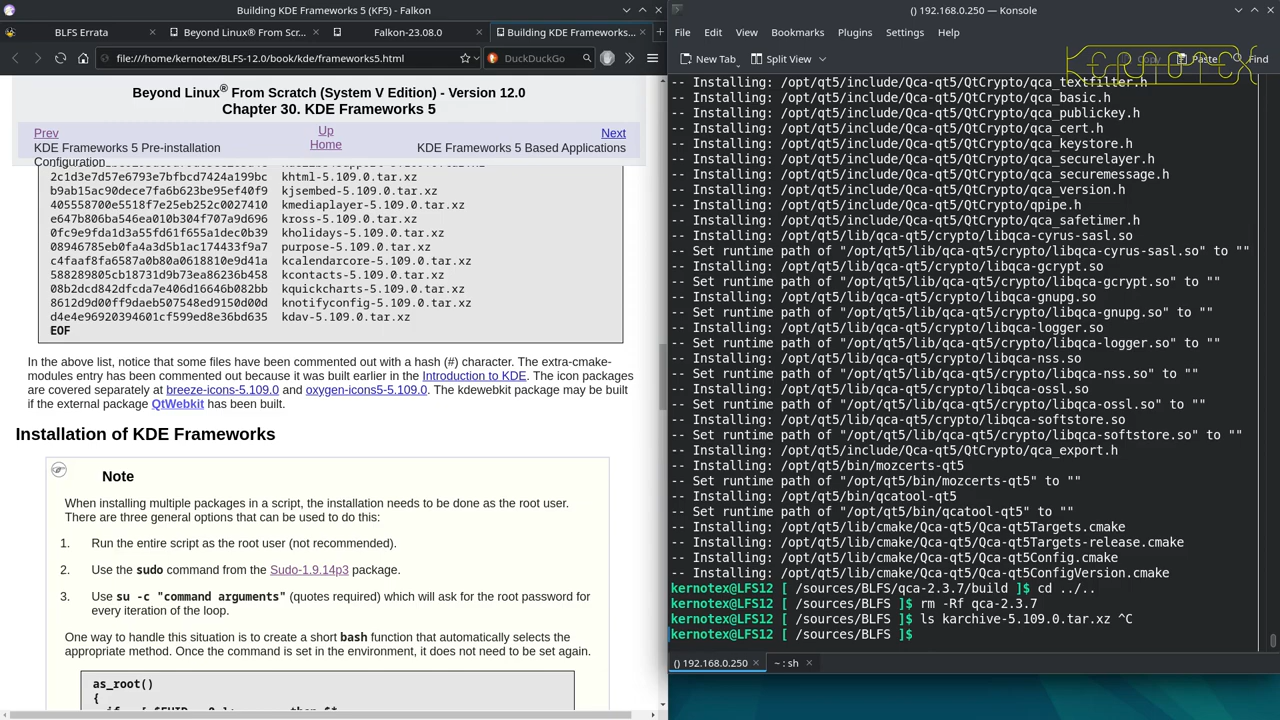 Building KDE Frameworks 5 (KF5) - Falkon
BLFS Errata
Beyond Linux® From Scratch (System V Edi...
Falkon-23.08.0
Building KDE Frameworks...
file:///home/kernotex/BLFS-12.0/book/kde/frameworks5.html
DuckDuckGo
Beyond Linux® From Scratch (System V Edition) - Version 12.0
Chapter 30. KDE Frameworks 5
Prev
Up
Next
KDE Frameworks 5 Pre-installation Configuration
Home
KDE Frameworks 5 Based Applications
2c1d3e7d57e6793e7bfbcd7424a199bc khtml-5.109.0.tar.xz
b9ab15ac90dece7fa6b623be95ef40f9 kjsembed-5.109.0.tar.xz
405558700e5518f7e25eb252c0027410 kmediaplayer-5.109.0.tar.xz
e647b806ba546ea010b304f707a9d696 kross-5.109.0.tar.xz
0fc9e9fda1d3a55fd61f655a1dec0b39 kholidays-5.109.0.tar.xz
08946785eb0fa4a3d5b1ac174433f9a7 purpose-5.109.0.tar.xz
c4faaf8fa6587a0b80a0618810e9d41a kcalendarcore-5.109.0.tar.xz
588289805cb18731d9b73ea86236b458 kcontacts-5.109.0.tar.xz
08b2dcd842dfcda7e406d16646b082bb kquickcharts-5.109.0.tar.xz
8612d9d00ff9daeb507548ed9150d00d knotifyconfig-5.109.0.tar.xz
d4e4e96920394601cf599ed8e36bd635 kdav-5.109.0.tar.xz
EOF
In the above list, notice that some files have been commented out with a hash (#) character. The extra-cmake-
modules entry has been commented out because it was built earlier in the Introduction to KDE. The icon packages
are covered separately at breeze-icons-5.109.0 and oxygen-icons5-5.109.0. The kdewebkit package may be built
if the external package QtWebkit has been built.
Installation of KDE Frameworks
Note
When installing multiple packages in a script, the installation needs to be done as the root user.
There are three general options that can be used to do this:
1. Run the entire script as the root user (not recommended).
2. Use the sudo command from the Sudo-1.9.14p3 package.
3. Use su -c "command arguments" (quotes required) which will ask for the root password for
every iteration of the loop.
One way to handle this situation is to create a short bash function that automatically selects the
appropriate method. Once the command is set in the environment, it does not need to be set again.
as_root()
{
() 192.168.0.250 — Konsole
File Edit View Bookmarks Plugins Settings Help
New Tab Split View Copy Paste Find
KERNOTEX
-- Installing: /opt/qt5/include/Qca-qt5/QtCrypto/qca_textfilter.h
-- Installing: /opt/qt5/include/Qca-qt5/QtCrypto/qca_basic.h
-- Installing: /opt/qt5/include/Qca-qt5/QtCrypto/qca_publickey.h
-- Installing: /opt/qt5/include/Qca-qt5/QtCrypto/qca_cert.h
-- Installing: /opt/qt5/include/Qca-qt5/QtCrypto/qca_keystore.h
-- Installing: /opt/qt5/include/Qca-qt5/QtCrypto/qca_securelayer.h
-- Installing: /opt/qt5/include/Qca-qt5/QtCrypto/qca_securemessage.h
-- Installing: /opt/qt5/include/Qca-qt5/QtCrypto/qca_version.h
-- Installing: /opt/qt5/include/Qca-qt5/QtCrypto/qpipe.h
-- Installing: /opt/qt5/include/Qca-qt5/QtCrypto/qca_safetimer.h
-- Installing: /opt/qt5/lib/qca-qt5/crypto/libqca-cyrus-sasl.so
-- Set runtime path of "/opt/qt5/lib/qca-qt5/crypto/libqca-cyrus-sasl.so" to ""
-- Installing: /opt/qt5/lib/qca-qt5/crypto/libqca-gcrypt.so
-- Set runtime path of "/opt/qt5/lib/qca-qt5/crypto/libqca-gcrypt.so" to ""
-- Installing: /opt/qt5/lib/qca-qt5/crypto/libqca-gnupg.so
-- Set runtime path of "/opt/qt5/lib/qca-qt5/crypto/libqca-gnupg.so" to ""
-- Installing: /opt/qt5/lib/qca-qt5/crypto/libqca-logger.so
-- Set runtime path of "/opt/qt5/lib/qca-qt5/crypto/libqca-logger.so" to ""
-- Installing: /opt/qt5/lib/qca-qt5/crypto/libqca-nss.so
-- Set runtime path of "/opt/qt5/lib/qca-qt5/crypto/libqca-nss.so" to ""
-- Installing: /opt/qt5/lib/qca-qt5/crypto/libqca-ossl.so
-- Set runtime path of "/opt/qt5/lib/qca-qt5/crypto/libqca-ossl.so" to ""
-- Installing: /opt/qt5/lib/qca-qt5/crypto/libqca-softstore.so
-- Set runtime path of "/opt/qt5/lib/qca-qt5/crypto/libqca-softstore.so" to ""
-- Installing: /opt/qt5/include/Qca-qt5/QtCrypto/qca_export.h
-- Installing: /opt/qt5/bin/mozcerts-qt5
-- Set runtime path of "/opt/qt5/bin/mozcerts-qt5" to ""
-- Installing: /opt/qt5/bin/qcatool-qt5
-- Set runtime path of "/opt/qt5/bin/qcatool-qt5" to ""
-- Installing: /opt/qt5/lib/cmake/Qca-qt5/Qca-qt5Targets.cmake
-- Installing: /opt/qt5/lib/cmake/Qca-qt5/Qca-qt5Targets-release.cmake
-- Installing: /opt/qt5/lib/cmake/Qca-qt5/Qca-qt5Config.cmake
-- Installing: /opt/qt5/lib/cmake/Qca-qt5/Qca-qt5ConfigVersion.cmake
kernotex@LFS12 [ /sources/BLFS/qca-2.3.7/build ]$ cd ../..
kernotex@LFS12 [ /sources/BLFS ]$ rm -Rf qca-2.3.7
kernotex@LFS12 [ /sources/BLFS ]$ ls karchive-5.109.0.tar.xz ^C
kernotex@LFS12 [ /sources/BLFS ]$
() 192.168.0.250
~ : sh